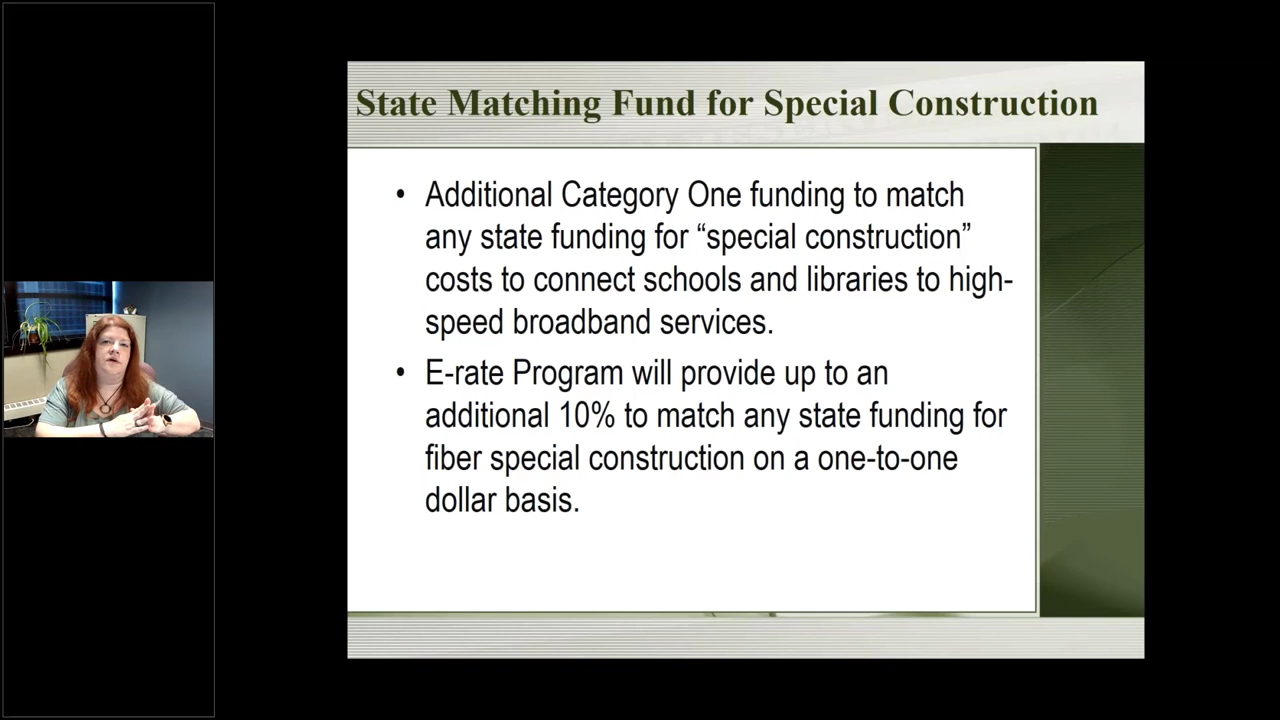 State Matching Fund for Special Construction
• Additional Category One funding to match
any state funding for “special construction”
costs to connect schools and libraries to high-
speed broadband services.
• E-rate Program will provide up to an
additional 10% to match any state funding for
fiber special construction on a one-to-one
dollar basis.